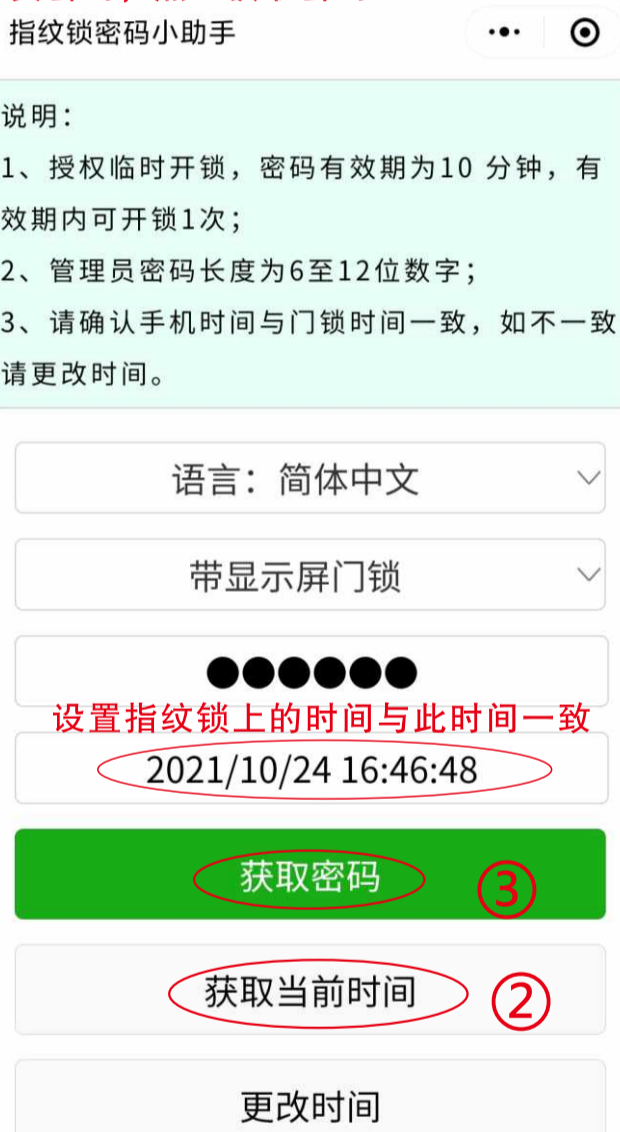 指纹锁密码小助手
说明：
1、授权临时开锁，密码有效期为10 分钟，有
效期内可开锁1次；
2、管理员密码长度为6至12位数字；
3、请确认手机时间与门锁时间一致，如不一致
请更改时间。
语言：简体中文
带显示屏门锁
●●●●●●
设置指纹锁上的时间与此时间一致
2021/10/24 16:46:48
获取密码 ③
获取当前时间 ②
更改时间